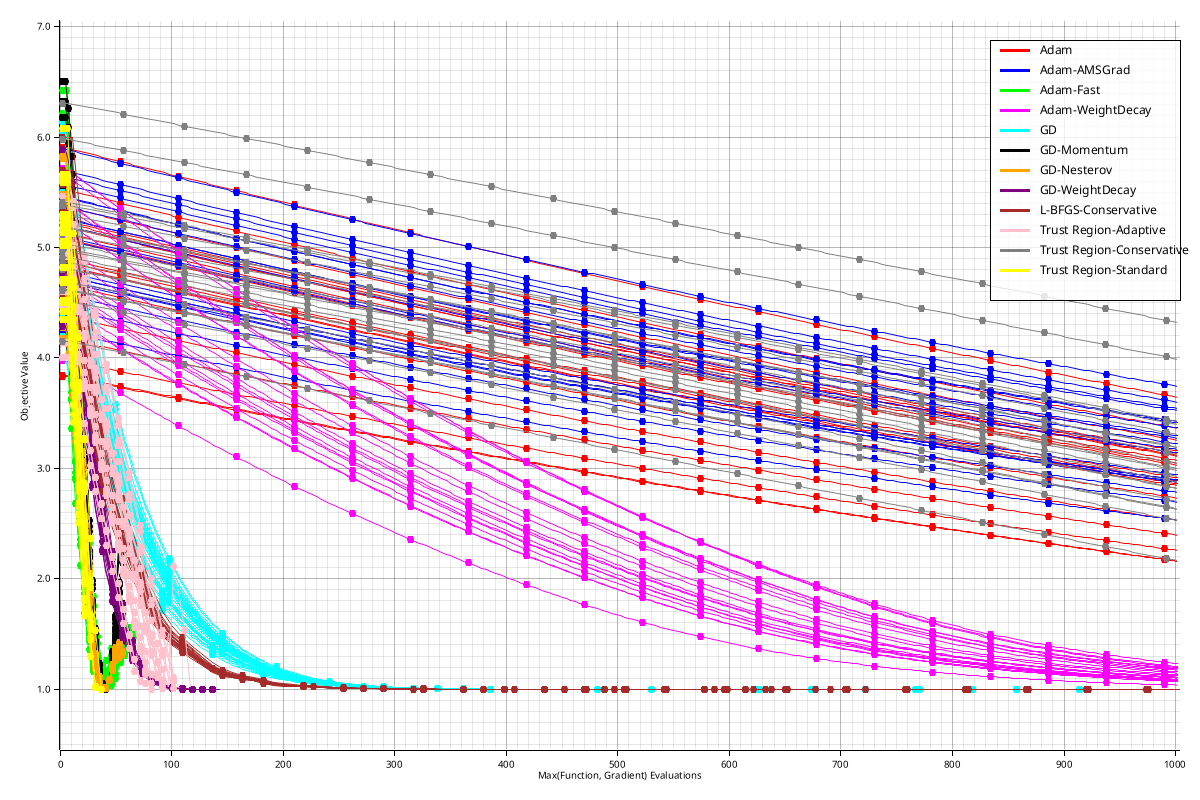 7.0
6.0
5.0
4.0
3.0
2.0
1.0
Objective Value
0
100
200
300
400
500
600
700
800
900
1000
Max(Function, Gradient) Evaluations
Adam
Adam-AMSGrad
Adam-Fast
Adam-WeightDecay
GD
GD-Momentum
GD-Nesterov
GD-WeightDecay
L-BFGS-Conservative
Trust Region-Adaptive
Trust Region-Conservative
Trust Region-Standard